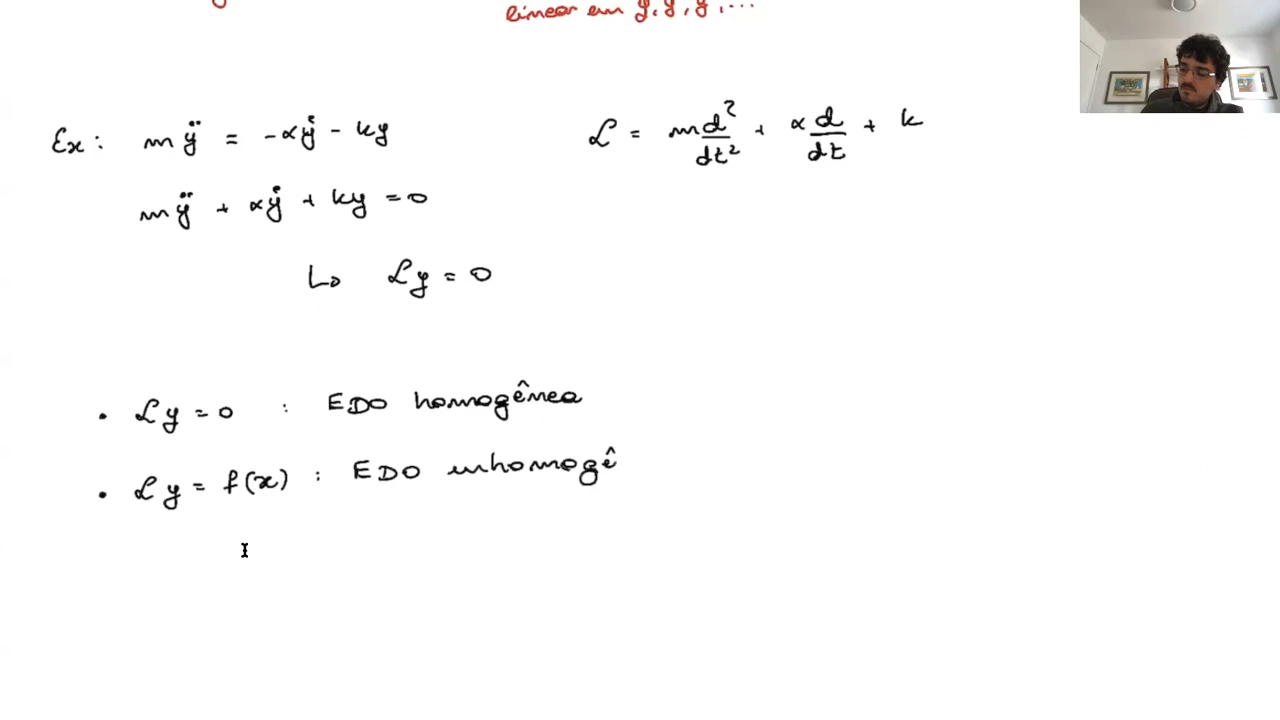 linear em y, ẏ, ÿ, ...
Ex: mÿ = -αẏ - ky
ℒ = m d²/dt² + α d/dt + k
mÿ + αẏ + ky = 0
↳ ℒy = 0
• ℒy = 0 : EDO homogênea
• ℒy = f(x) : EDO inhomogê